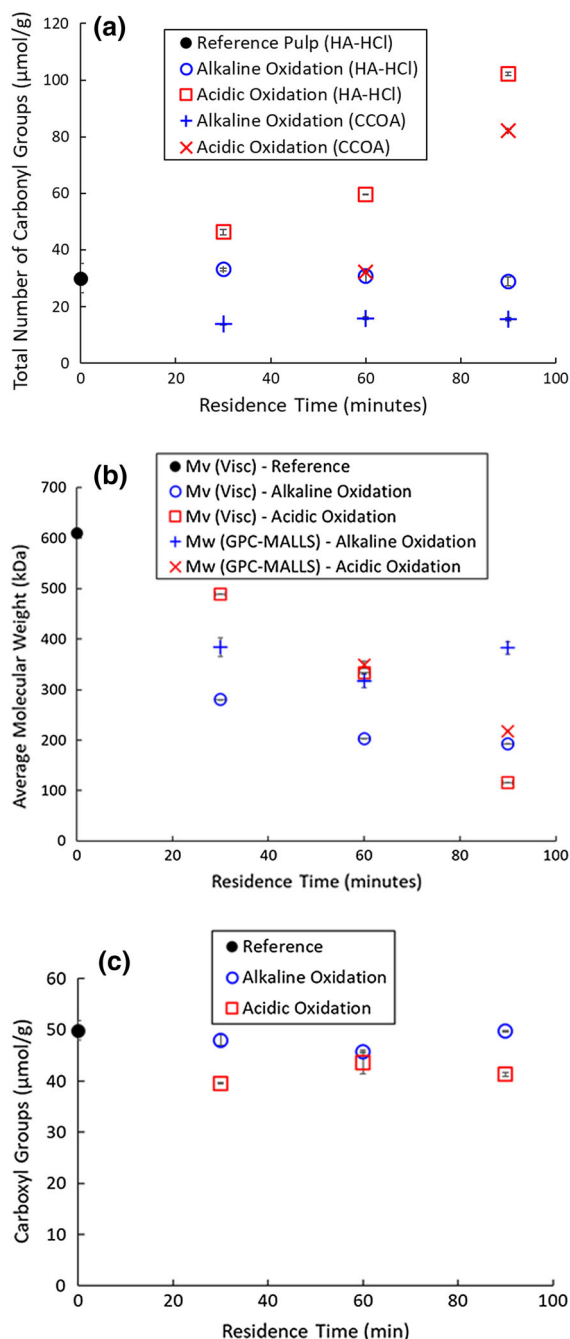 (a)
Reference Pulp (HA-HCl)
Alkaline Oxidation (HA-HCl)
Acidic Oxidation (HA-HCl)
Alkaline Oxidation (CCOA)
Acidic Oxidation (CCOA)
Total Number of Carbonyl Groups (µmol/g)
120
100
80
60
40
20
0
0 20 40 60 80 100
Residence Time (minutes)
(b)
Mv (Visc) - Reference
Mv (Visc) - Alkaline Oxidation
Mv (Visc) - Acidic Oxidation
Mw (GPC-MALLS) - Alkaline Oxidation
Mw (GPC-MALLS) - Acidic Oxidation
Average Molecular Weight (kDa)
700
600
500
400
300
200
100
0
0 20 40 60 80 100
Residence Time (minutes)
(c)
Reference
Alkaline Oxidation
Acidic Oxidation
Carboxyl Groups (µmol/g)
60
50
40
30
20
10
0
0 20 40 60 80 100
Residence Time (min)